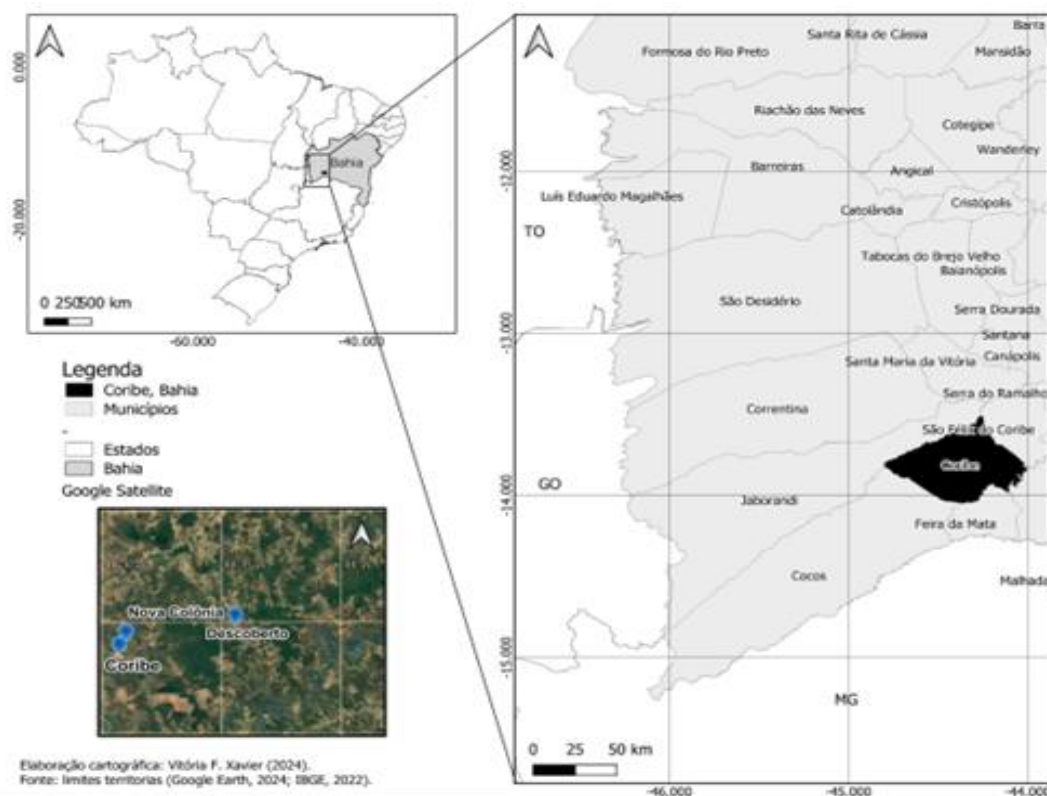 0.000
-20.000
Bahia
0 250500 km
-60.000
-40.000
Legenda
Coribe, Bahia
Municípios
-
Estados
Bahia
Google Satellite
Nova Colônia
Descoberto
Coribe
Elaboração cartográfica: Vitória F. Xavier (2024).
Fonte: limites territorias (Google Earth, 2024; IBGE, 2022).
Barra
Santa Rita de Cássia
Formosa do Rio Preto
Mansidão
Riachão das Neves
Cotegipe
Wanderley
-12.000
Barreiras
Angical
Luís Eduardo Magalhães
Cristópolis
Catolândia
TO
Tabocas do Brejo Velho
Baianópolis
São Desidério
Serra Dourada
-13.000
Santana
Santa Maria da Vitória
Canápolis
Serra do Ramalho
Correntina
São Félix do Coribe
Coribe
GO
-14.000
Jaborandi
Feira da Mata
Cocos
Malhada
-15.000
MG
0 25 50 km
-46.000
-45.000
-44.000